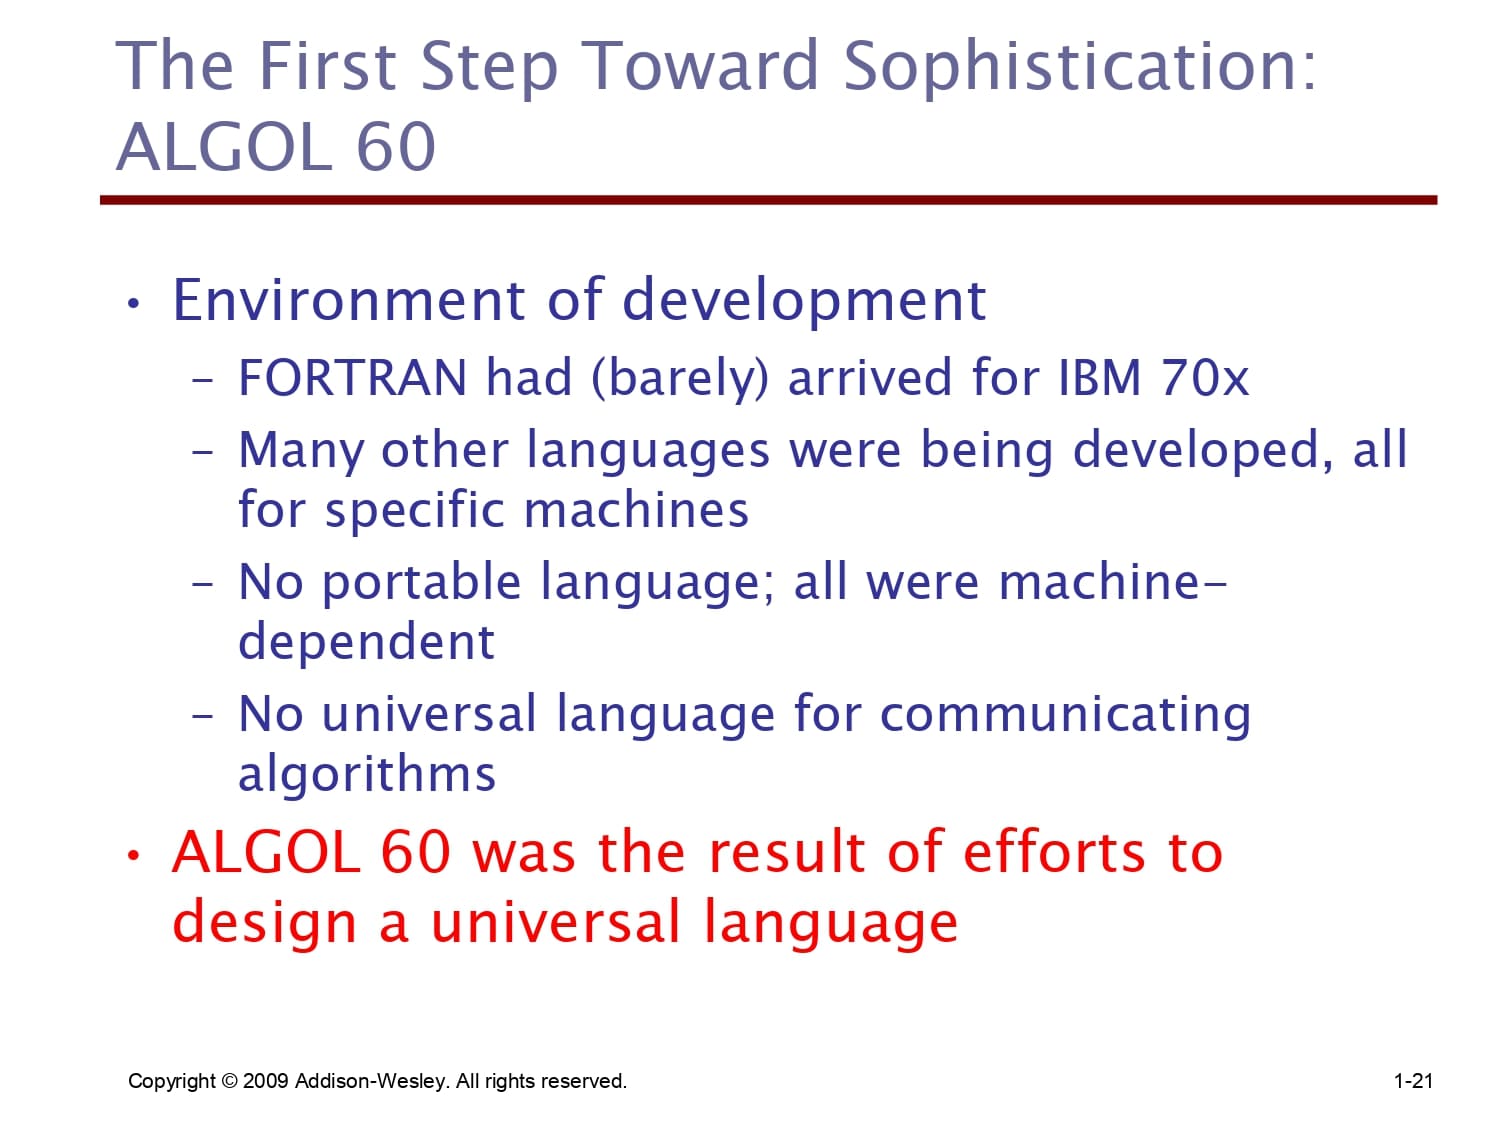 The First Step Toward Sophistication:
ALGOL 60
• Environment of development
– FORTRAN had (barely) arrived for IBM 70x
– Many other languages were being developed, all
for specific machines
– No portable language; all were machine-
dependent
– No universal language for communicating
algorithms
• ALGOL 60 was the result of efforts to
design a universal language
Copyright © 2009 Addison-Wesley. All rights reserved.
1-21